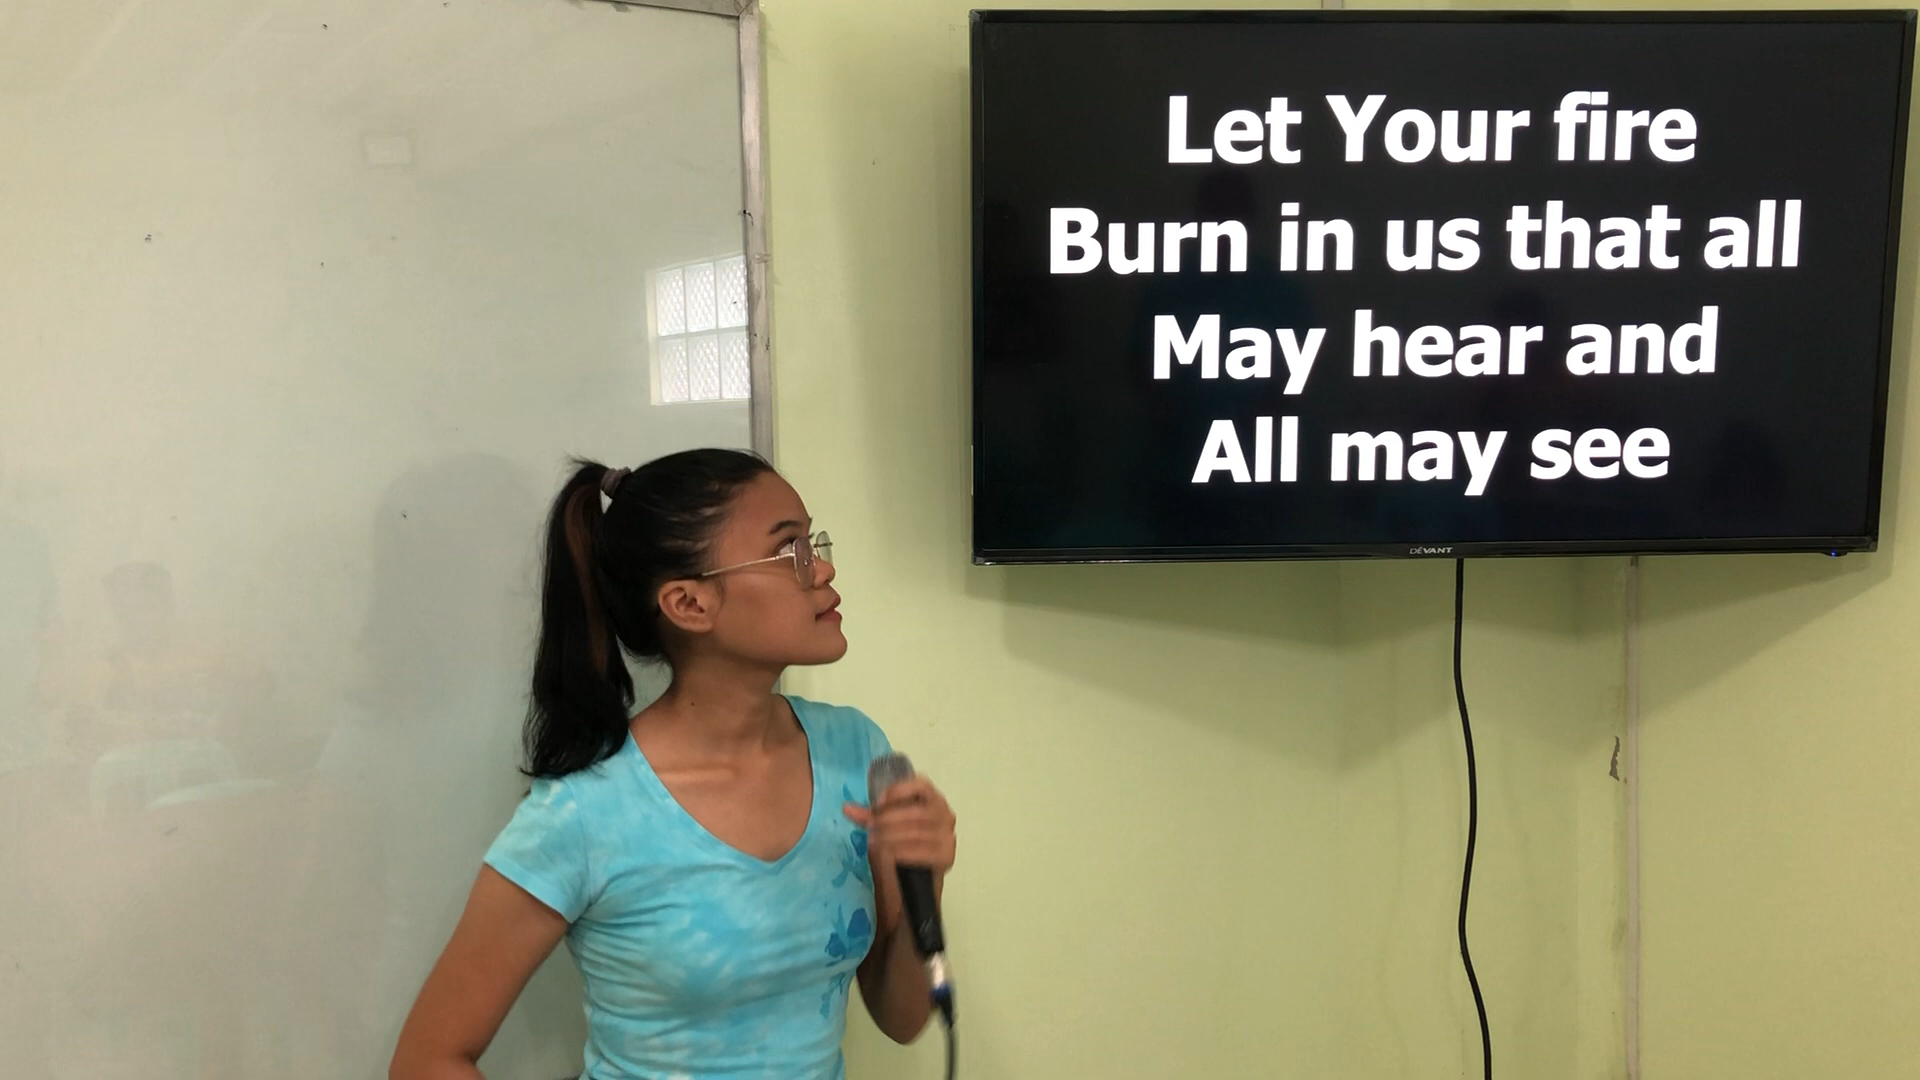 Let Your fire
Burn in us that all
May hear and
All may see
DEVANT